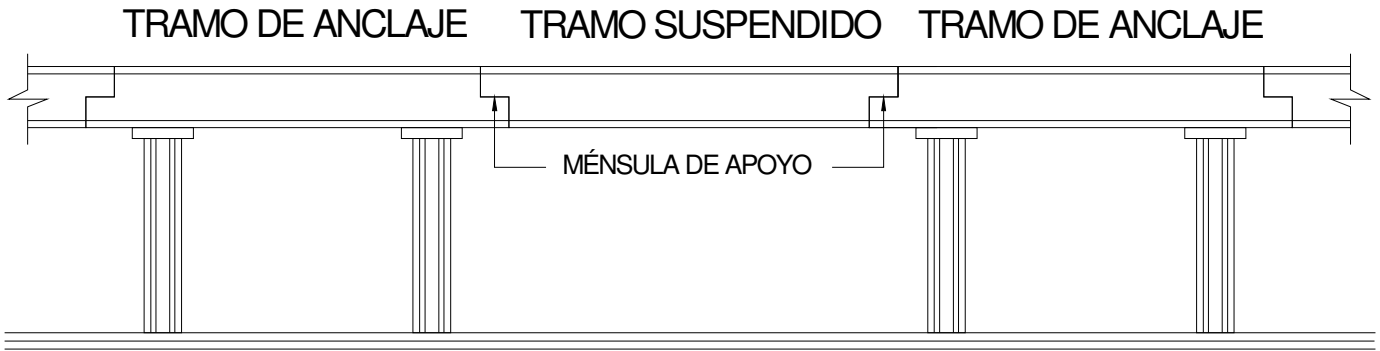 TRAMO DE ANCLAJE TRAMO SUSPENDIDO TRAMO DE ANCLAJE
MÉNSULA DE APOYO